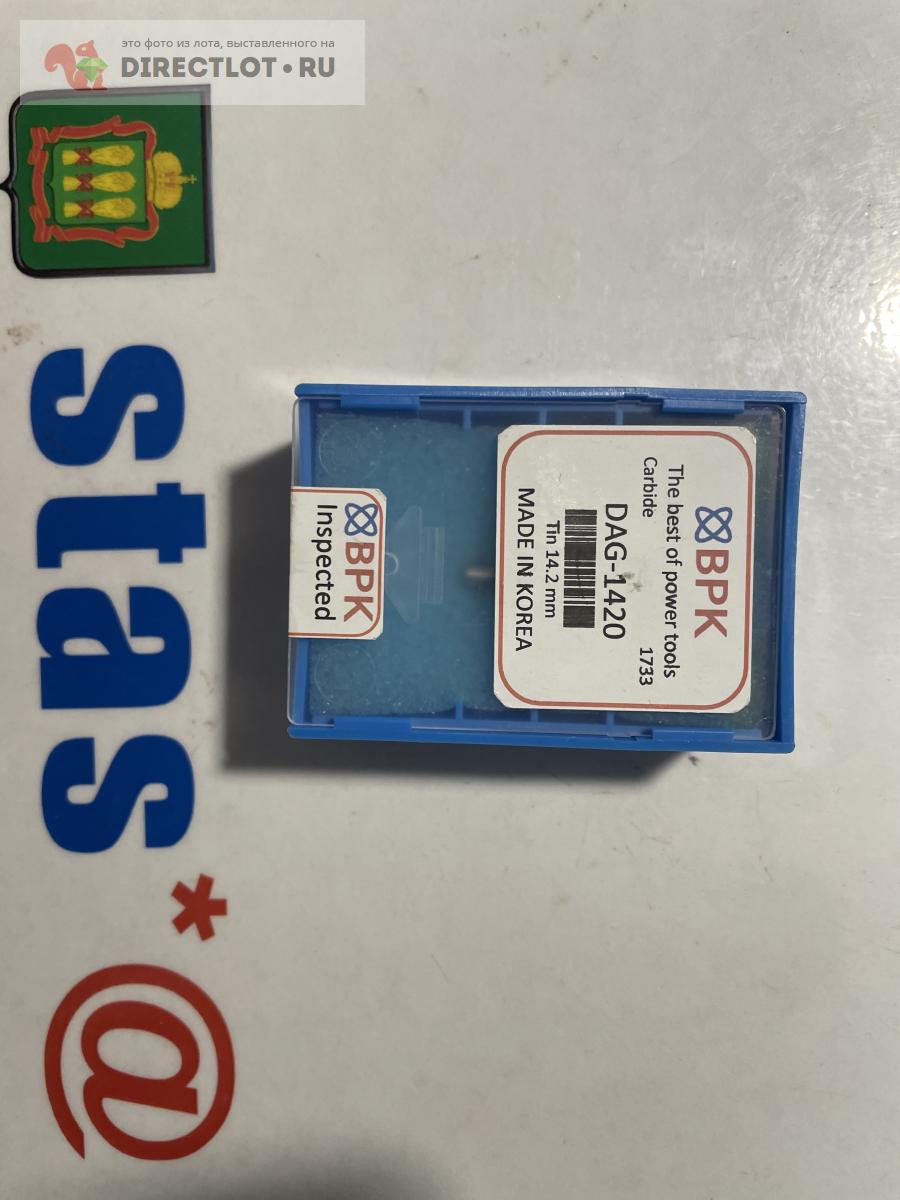 это фото из лота, выставленного на
DIRECTLOT•RU
stas*@
BPK
The best of power tools
Carbide 1733
DAG-1420
Tin 14.2 mm
MADE IN KOREA
BPK
Inspected